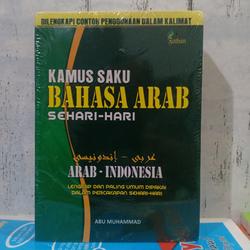 DILENGKAPI CONTOH PENGGUNAAN DALAM KALIMAT
KAMUS SAKU
BAHASA ARAB
SEHARI-HARI
عربي - إندونيسي
ARAB - INDONESIA
LENGKAP DAN PALING UMUM DIPAKAI
DALAM PERCAKAPAN SEHARI-HARI
ABU MUHAMMAD